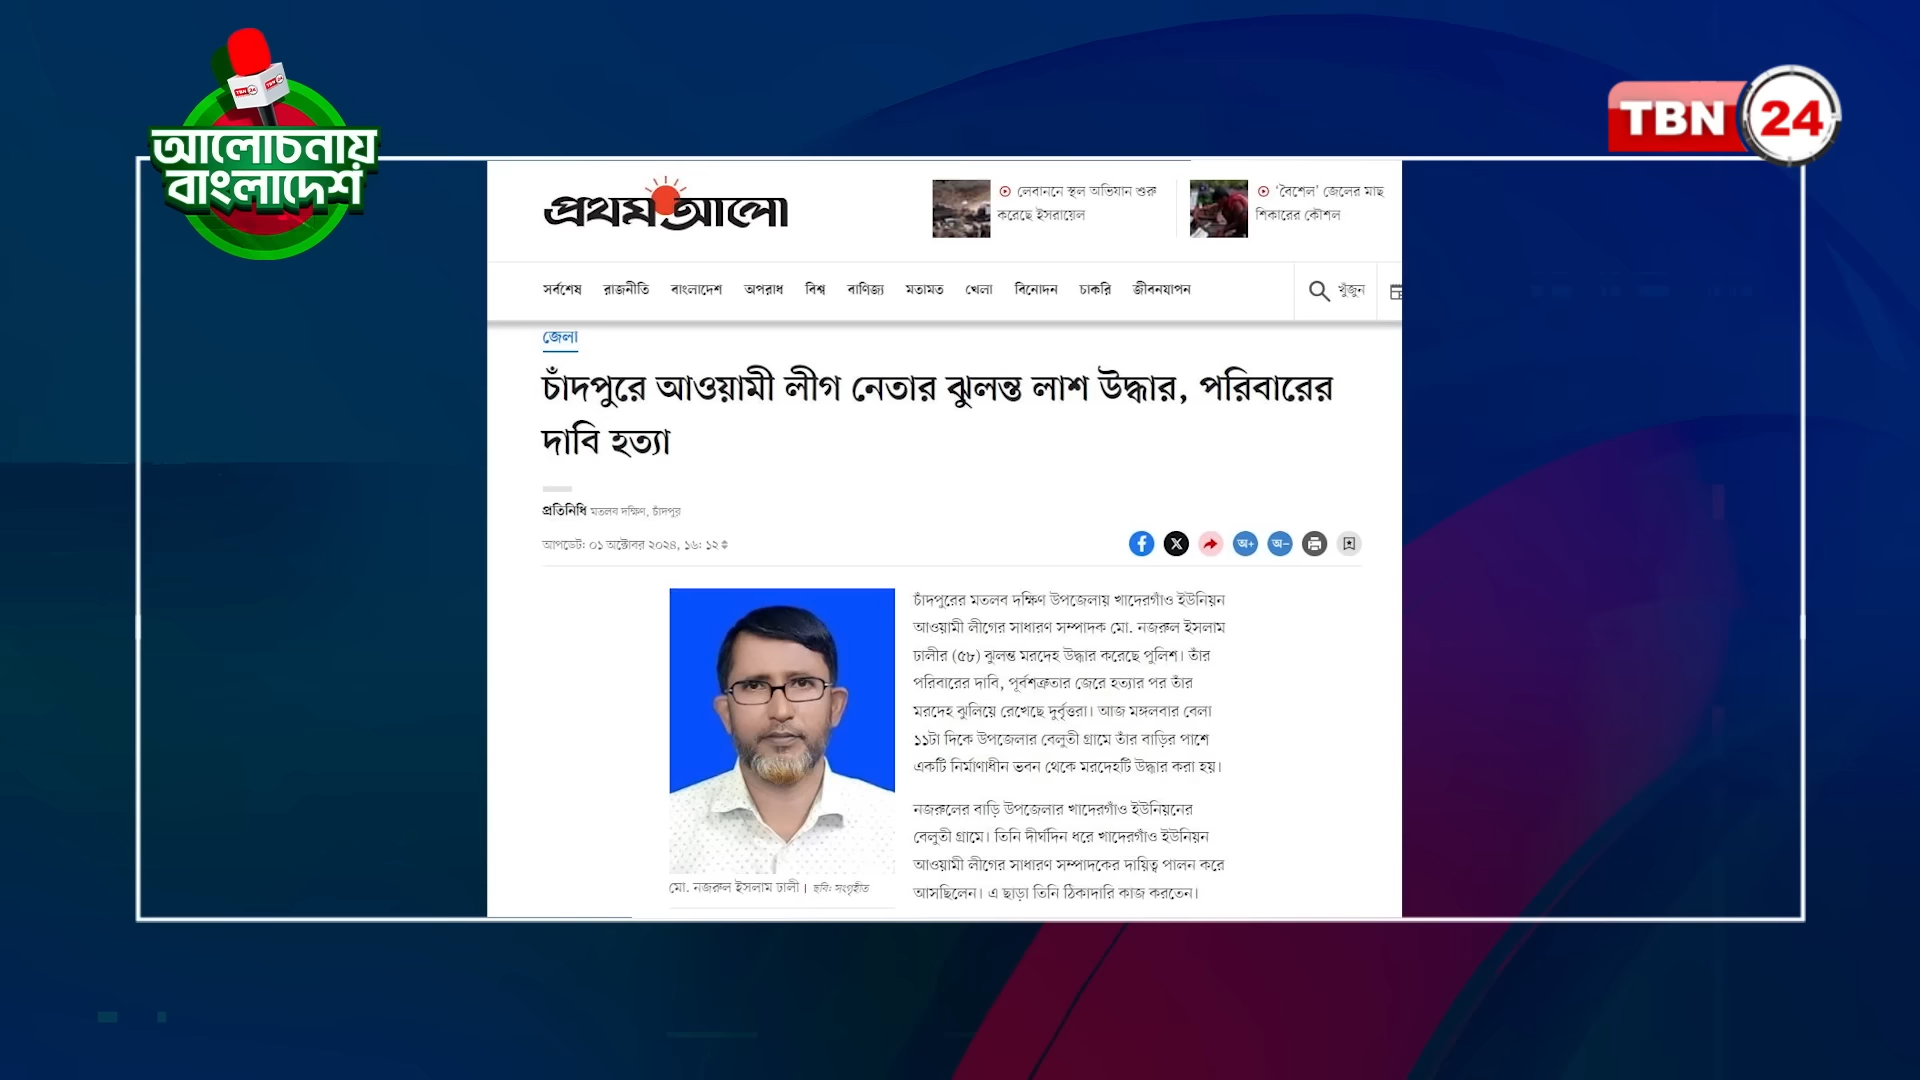 আলোচনায়
বাংলাদেশ
TBN 24
প্রথম আলো
লেবাননে স্থল অভিযান শুরু
করেছে ইসরায়েল
‘বৈশেল’ জেলের মাছ
শিকারের কৌশল
সর্বশেষ রাজনীতি বাংলাদেশ অপরাধ বিশ্ব বাণিজ্য মতামত খেলা বিনোদন চাকরি জীবনযাপন
খুঁজুন
জেলা
চাঁদপুরে আওয়ামী লীগ নেতার ঝুলন্ত লাশ উদ্ধার, পরিবারের
দাবি হত্যা
প্রতিনিধি মতলব দক্ষিণ, চাঁদপুর
আপডেট: ০১ অক্টোবর ২০২৪, ১৬: ১২
অ+ অ−
চাঁদপুরের মতলব দক্ষিণ উপজেলায় খাদেরগাঁও ইউনিয়ন
আওয়ামী লীগের সাধারণ সম্পাদক মো. নজরুল ইসলাম
ঢালীর (৫৮) ঝুলন্ত মরদেহ উদ্ধার করেছে পুলিশ। তাঁর
পরিবারের দাবি, পূর্বশত্রুতার জেরে হত্যার পর তাঁর
মরদেহ ঝুলিয়ে রেখেছে দুর্বৃত্তরা। আজ মঙ্গলবার বেলা
১১টা দিকে উপজেলার বেলুতী গ্রামে তাঁর বাড়ির পাশে
একটি নির্মাণাধীন ভবন থেকে মরদেহটি উদ্ধার করা হয়।
নজরুলের বাড়ি উপজেলার খাদেরগাঁও ইউনিয়নের
বেলুতী গ্রামে। তিনি দীর্ঘদিন ধরে খাদেরগাঁও ইউনিয়ন
আওয়ামী লীগের সাধারণ সম্পাদকের দায়িত্ব পালন করে
আসছিলেন। এ ছাড়া তিনি ঠিকাদারি কাজ করতেন।
মো. নজরুল ইসলাম ঢালী। ছবি: সংগৃহীত